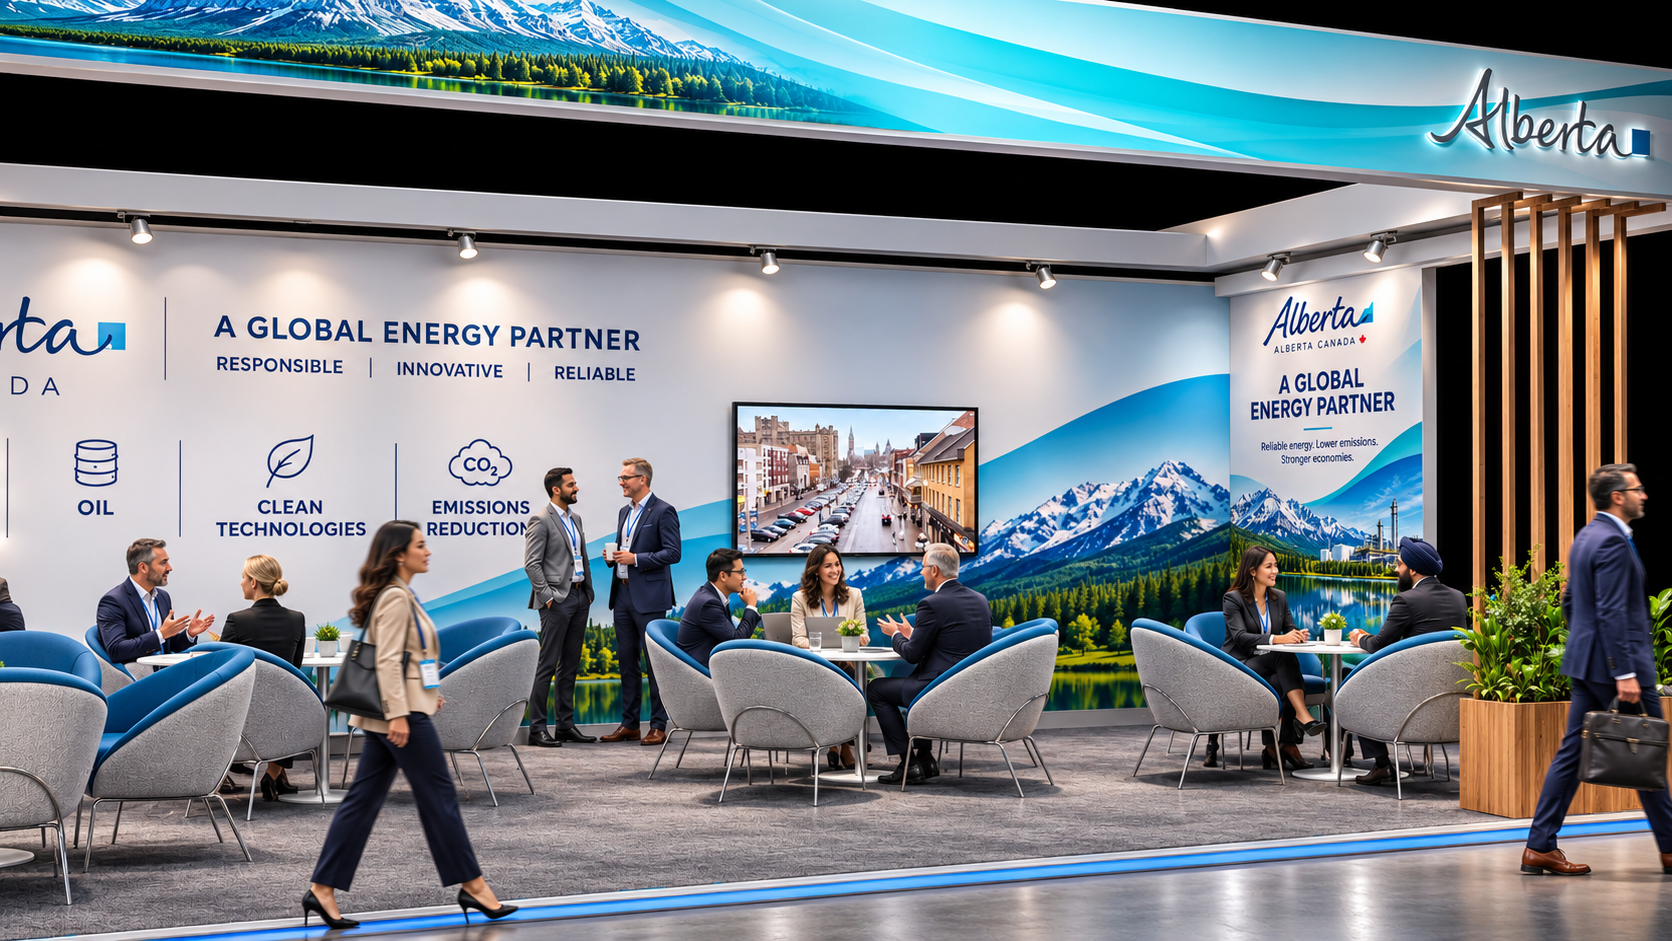 Alberta
rta
ADA
A GLOBAL ENERGY PARTNER
RESPONSIBLE | INNOVATIVE | RELIABLE
OIL
CLEAN
TECHNOLOGIES
CO₂
EMISSIONS
REDUCTION
Alberta
ALBERTA CANADA
A GLOBAL
ENERGY PARTNER
Reliable energy. Lower emissions.
Stronger economies.